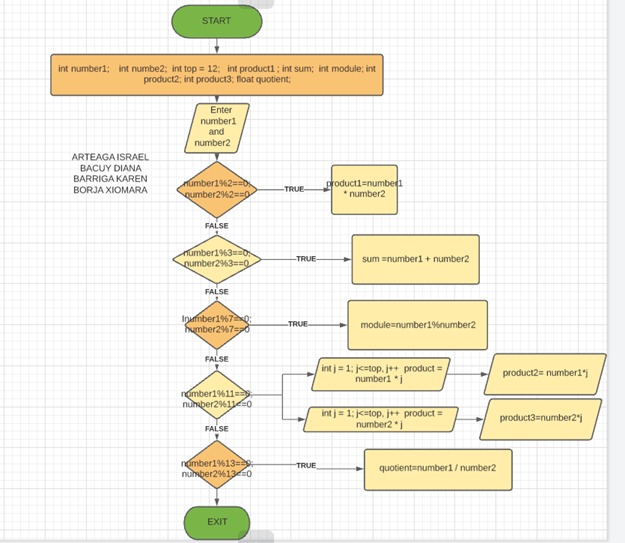 START
int number1; int numbe2; int top = 12; int product1 ; int sum; int module; int
product2; int product3; float quotient;
Enter
number1
and
number2
ARTEAGA ISRAEL
BACUY DIANA
BARRIGA KAREN
BORJA XIOMARA
number1%2==0;
number2%2==0
TRUE
product1=number1
* number2
FALSE
number1%3==0;
number2%3==0
TRUE
sum =number1 + number2
FALSE
Inumber1%7==0;
number2%7==0
TRUE
module=number1%number2
FALSE
int j = 1; j<=top, j++ product =
number1 * j
product2= number1*j
number1%11==0;
number2%11==0
int j = 1; j<=top, j++ product =
number2 * j
product3=number2*j
FALSE
number1%13==0;
number2%13==0
TRUE
quotient=number1 / number2
EXIT